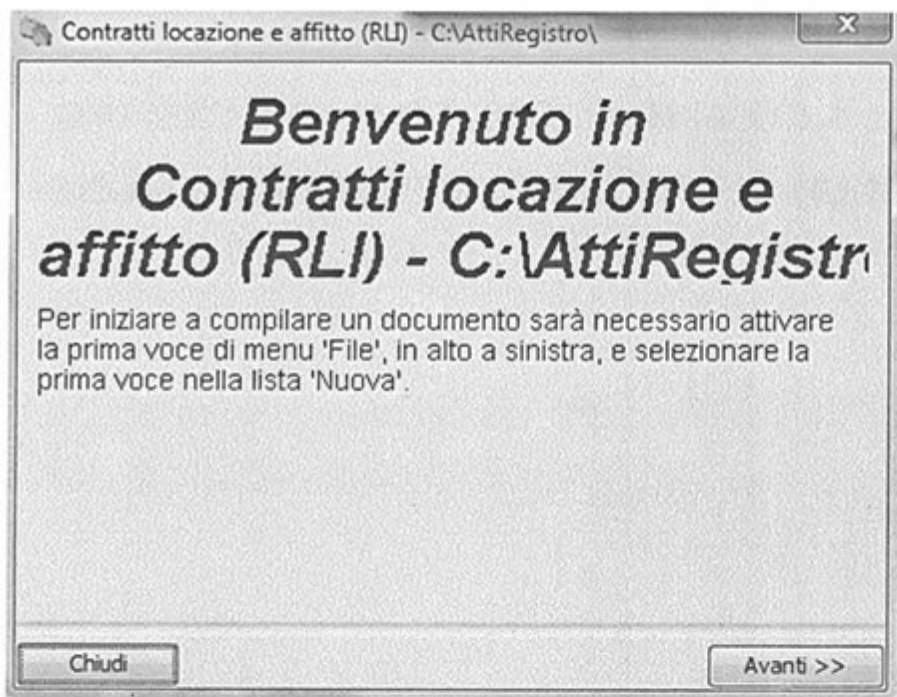 Contratti locazione e affitto (RLI) - C:\AttiRegistro\
Benvenuto in
Contratti locazione e
affitto (RLI) - C:\AttiRegistr
Per iniziare a compilare un documento sarà necessario attivare
la prima voce di menu 'File', in alto a sinistra, e selezionare la
prima voce nella lista 'Nuova'.
Chiudi
Avanti >>